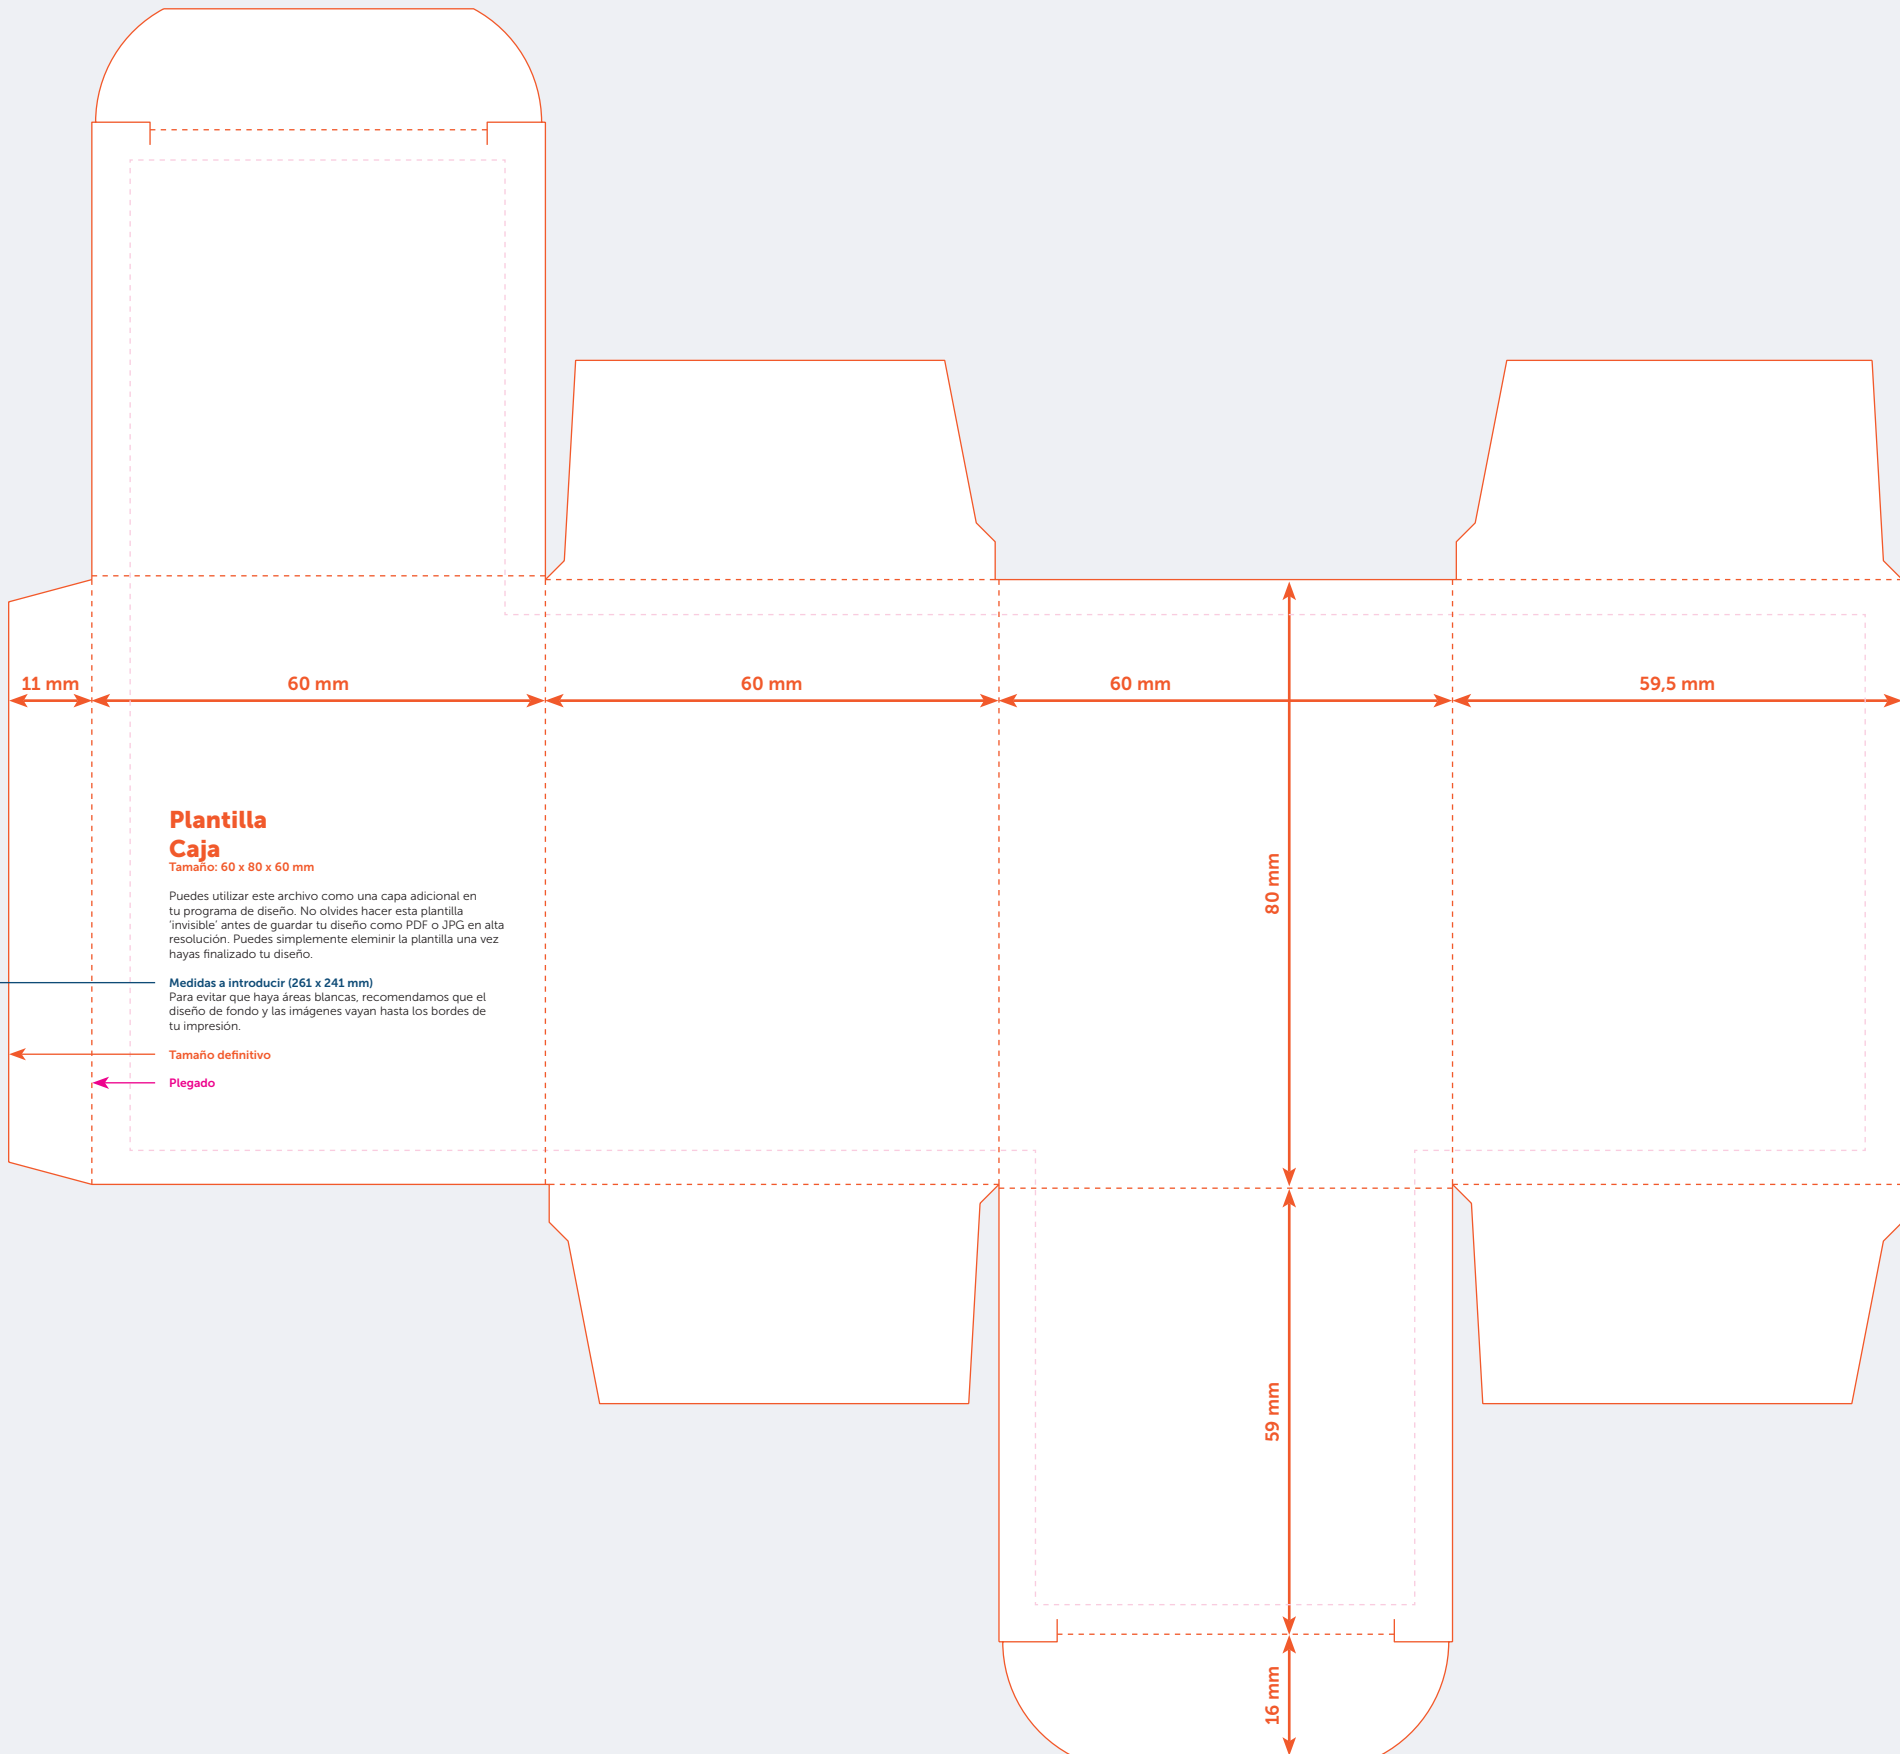 11 mm
60 mm
60 mm
60 mm
59,5 mm
Plantilla
Caja
Tamaño: 60 x 80 x 60 mm
Puedes utilizar este archivo como una capa adicional en
tu programa de diseño. No olvides hacer esta plantilla
‘invisible’ antes de guardar tu diseño como PDF o JPG en alta
resolución. Puedes simplemente eleminir la plantilla una vez
hayas finalizado tu diseño.
Medidas a introducir (261 x 241 mm)
Para evitar que haya áreas blancas, recomendamos que el
diseño de fondo y las imágenes vayan hasta los bordes de
tu impresión.
Tamaño definitivo
Plegado
80 mm
59 mm
16 mm